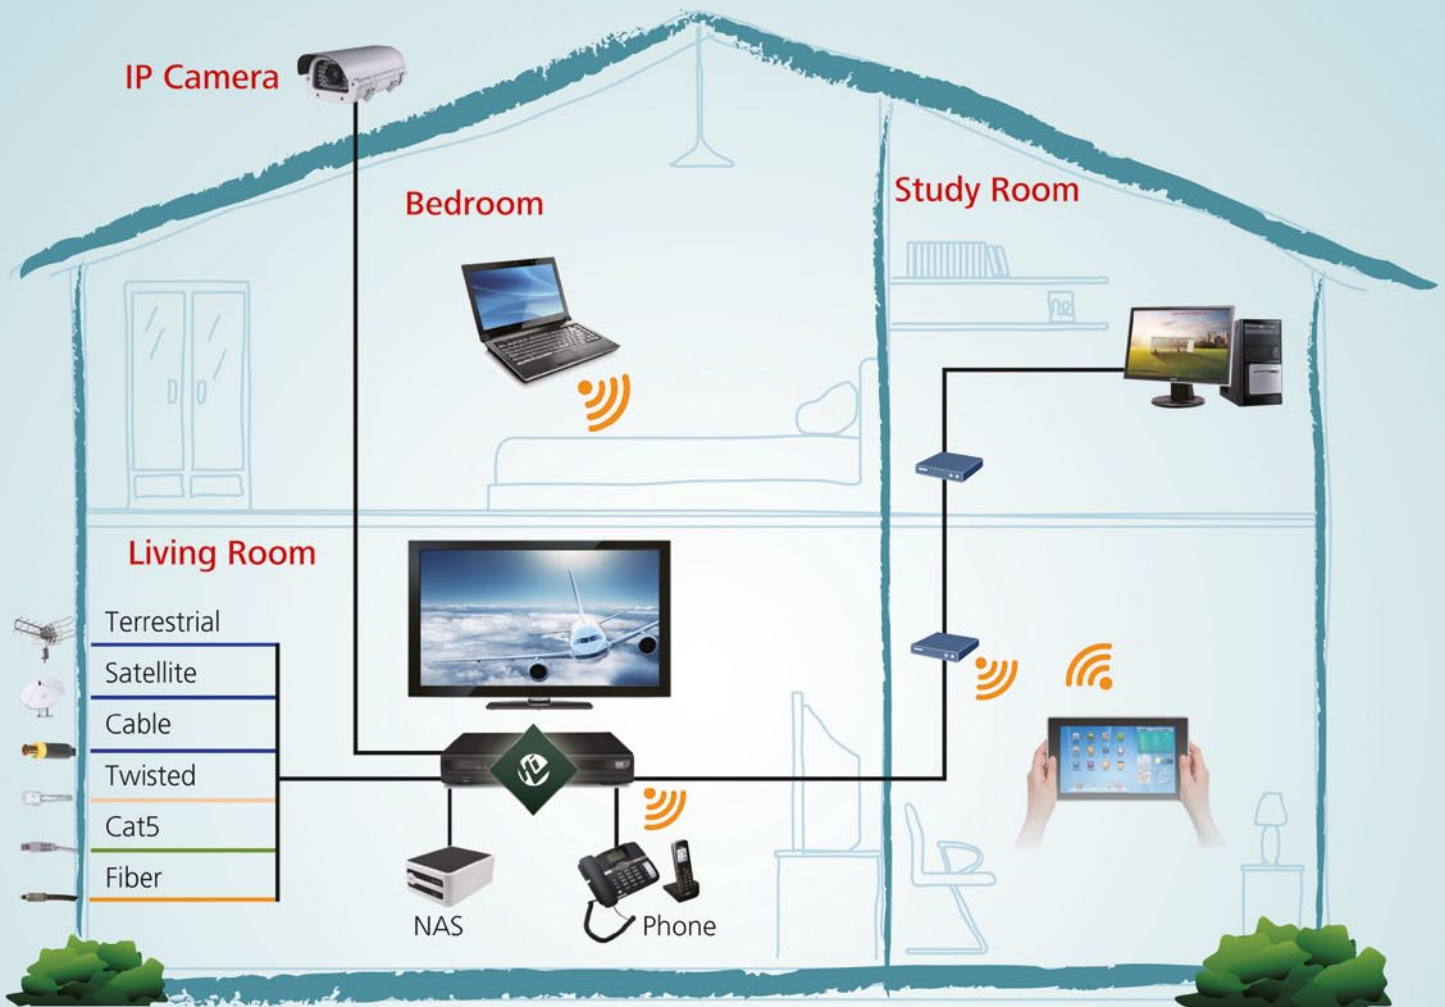 IP Camera
Bedroom
Study Room
Living Room
Terrestrial
Satellite
Cable
Twisted
Cat5
Fiber
NAS
Phone